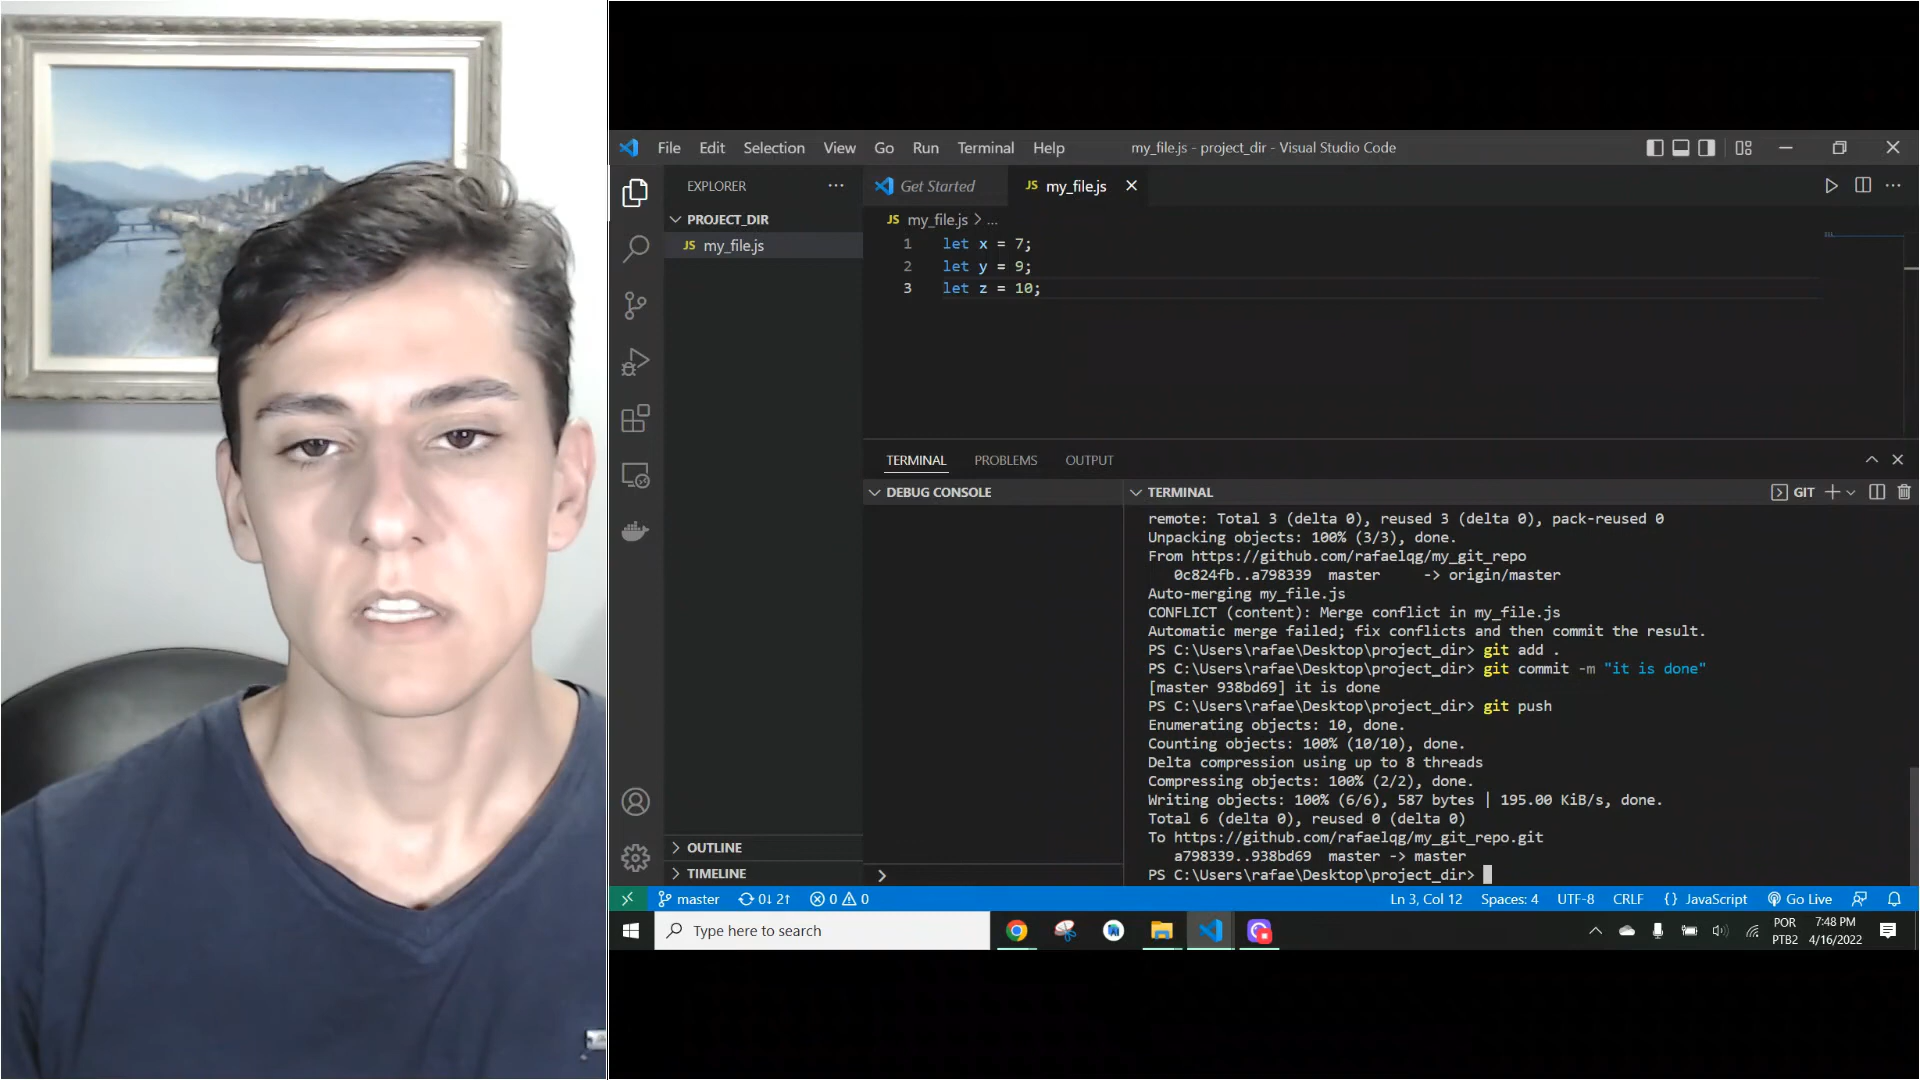 File Edit Selection View Go Run Terminal Help
my_file.js - project_dir - Visual Studio Code
EXPLORER
PROJECT_DIR
JS my_file.js
OUTLINE
TIMELINE
Get Started
JS my_file.js
JS my_file.js > ...
1 let x = 7;
2 let y = 9;
3 let z = 10;
TERMINAL PROBLEMS OUTPUT
DEBUG CONSOLE
>
TERMINAL
GIT
remote: Total 3 (delta 0), reused 3 (delta 0), pack-reused 0
Unpacking objects: 100% (3/3), done.
From https://github.com/rafaelqg/my_git_repo
0c824fb..a798339 master -> origin/master
Auto-merging my_file.js
CONFLICT (content): Merge conflict in my_file.js
Automatic merge failed; fix conflicts and then commit the result.
PS C:\Users\rafae\Desktop\project_dir> git add .
PS C:\Users\rafae\Desktop\project_dir> git commit -m "it is done"
[master 938bd69] it is done
PS C:\Users\rafae\Desktop\project_dir> git push
Enumerating objects: 10, done.
Counting objects: 100% (10/10), done.
Delta compression using up to 8 threads
Compressing objects: 100% (2/2), done.
Writing objects: 100% (6/6), 587 bytes | 195.00 KiB/s, done.
Total 6 (delta 0), reused 0 (delta 0)
To https://github.com/rafaelqg/my_git_repo.git
a798339..938bd69 master -> master
PS C:\Users\rafae\Desktop\project_dir>
master 0↓ 2↑ 0 0 Ln 3, Col 12 Spaces: 4 UTF-8 CRLF {} JavaScript Go Live
Type here to search
POR
PTB2
7:48 PM
4/16/2022